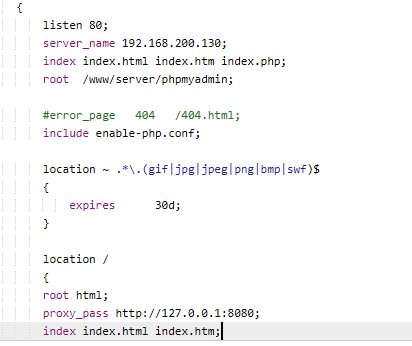 {
listen 80;
server_name 192.168.200.130;
index index.html index.htm index.php;
root  /www/server/phpmyadmin;
#error_page   404   /404.html;
include enable-php.conf;
location ~ .*\.(gif|jpg|jpeg|png|bmp|swf)$
{
expires      30d;
}
location /
{
root html;
proxy_pass http://127.0.0.1:8080;
index index.html index.htm;